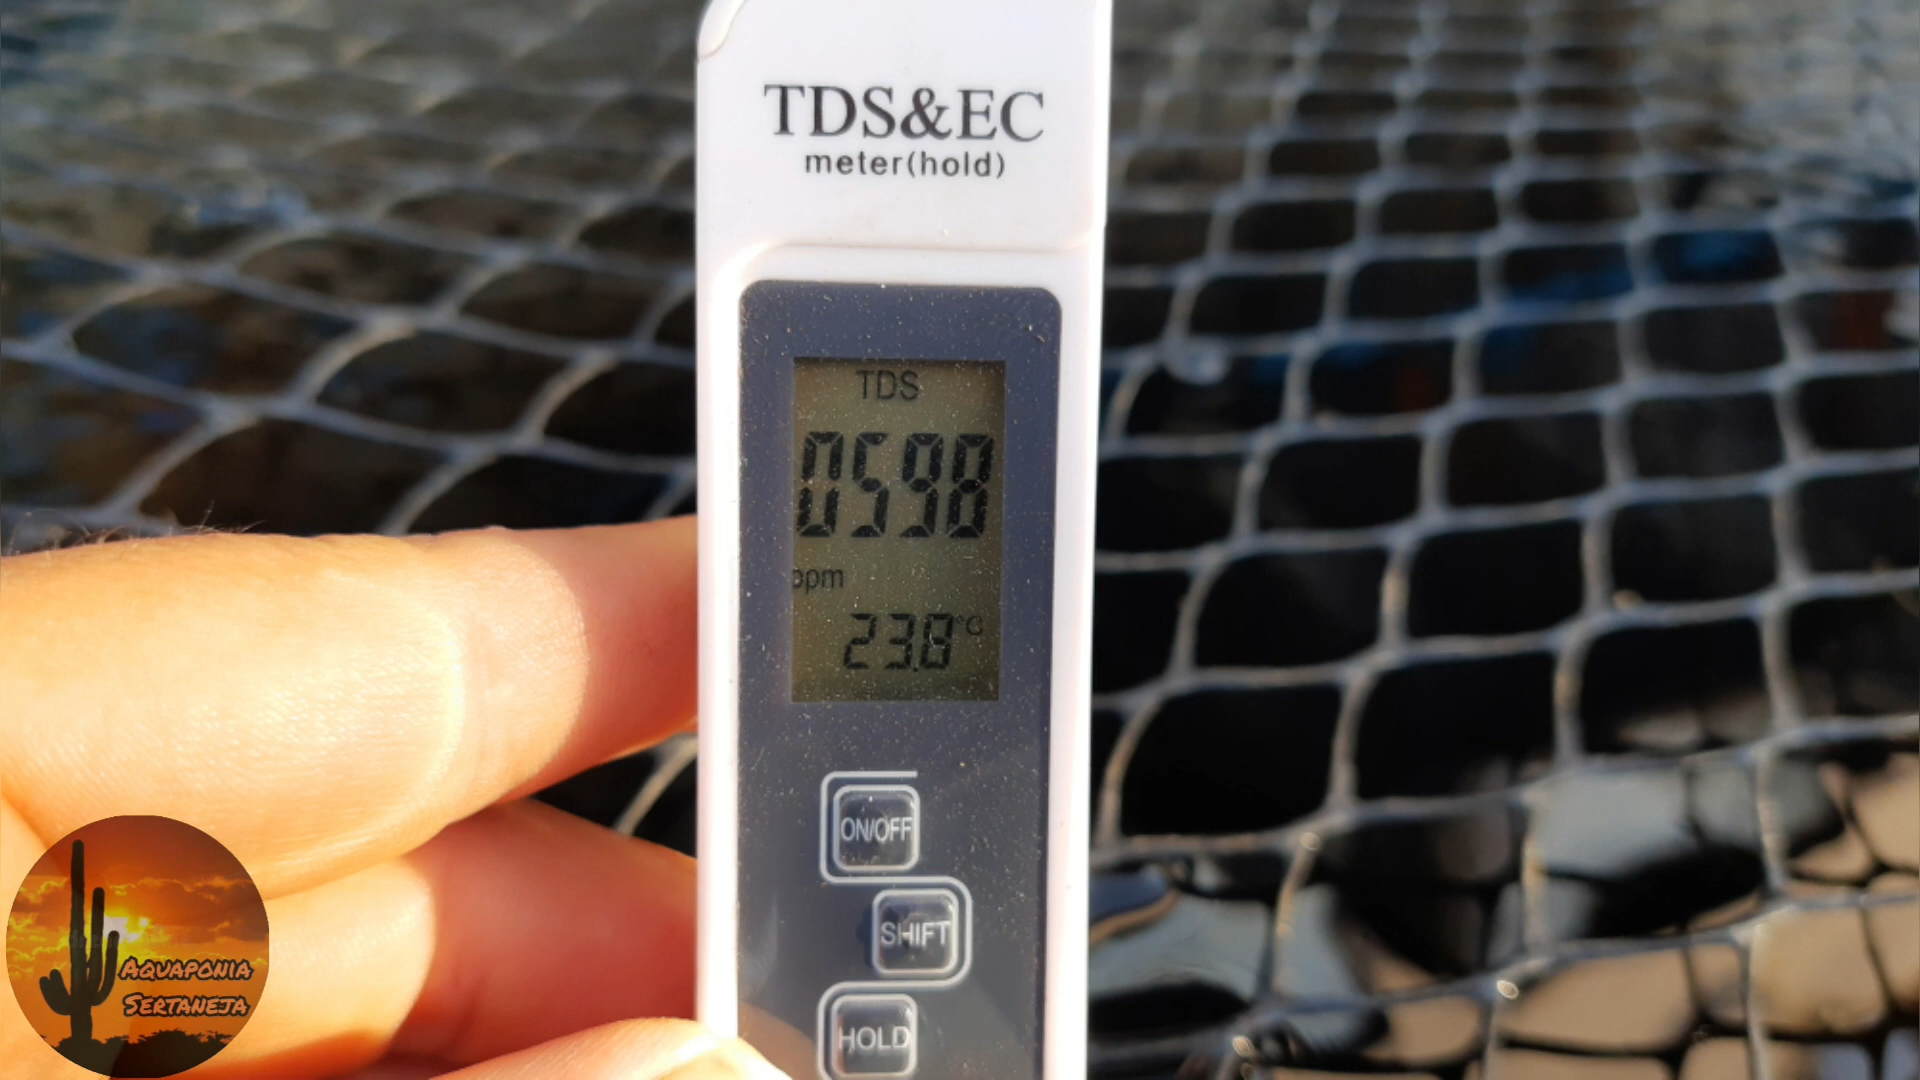 TDS&EC
meter(hold)
TDS
0598
ppm
23.8°C
ON/OFF
SHIFT
HOLD
AQUAPONIA
SERTANEJA